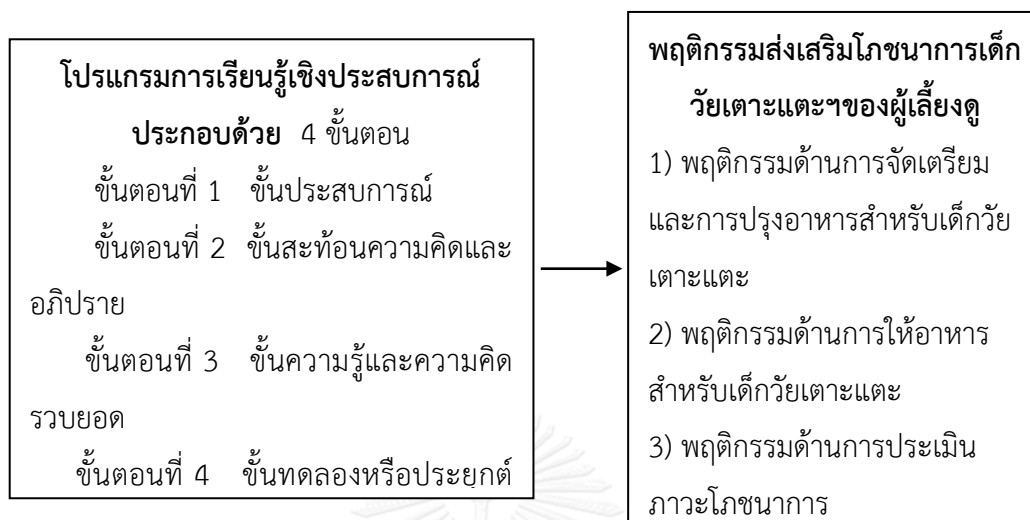 โปรแกรมการเรียนรู้เชิงประสบการณ์
ประกอบด้วย 4 ขั้นตอน
ขั้นตอนที่ 1 ขั้นประสบการณ์
ขั้นตอนที่ 2 ขั้นสะท้อนความคิดและ
อภิปราย
ขั้นตอนที่ 3 ขั้นความรู้และความคิด
รวบยอด
ขั้นตอนที่ 4 ขั้นทดลองหรือประยุกต์
พฤติกรรมส่งเสริมโภชนาการเด็ก
วัยเตาะแตะฯของผู้เลี้ยงดู
1) พฤติกรรมด้านการจัดเตรียม
และการปรุงอาหารสำหรับเด็กวัย
เตาะแตะ
2) พฤติกรรมด้านการให้อาหาร
สำหรับเด็กวัยเตาะแตะ
3) พฤติกรรมด้านการประเมิน
ภาวะโภชนาการ